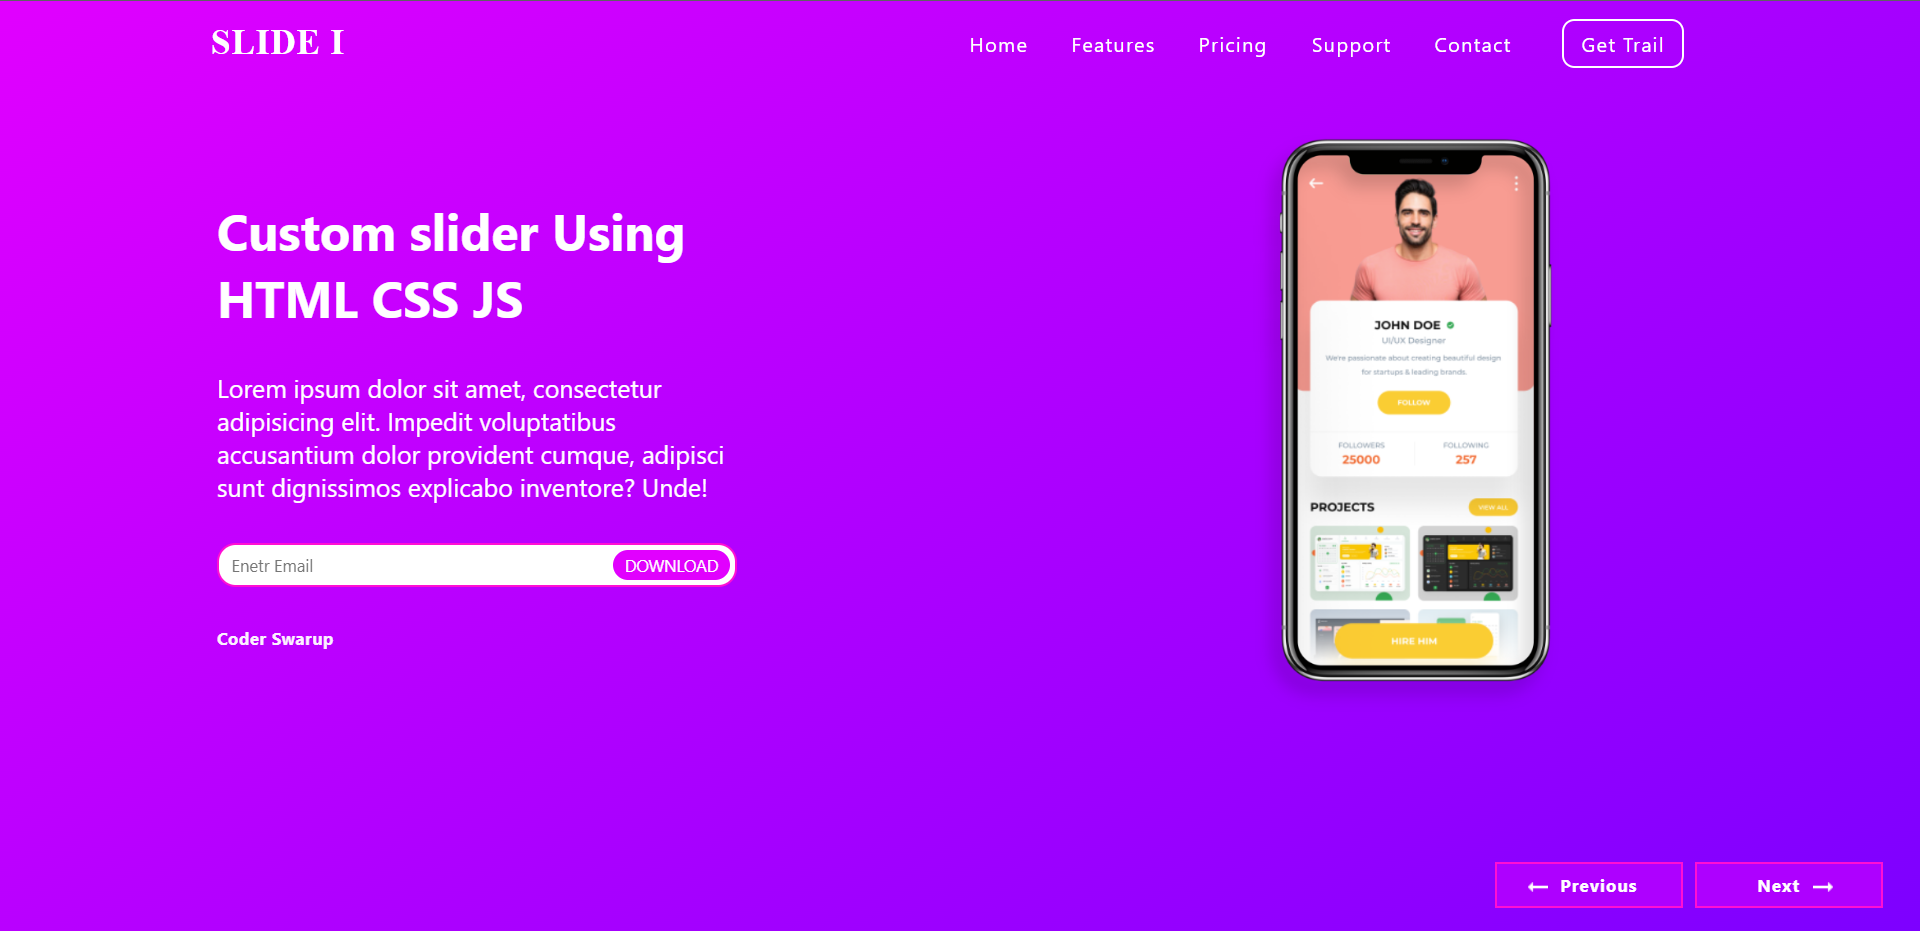 SLIDE I
Home Features Pricing Support Contact Get Trail
Custom slider Using
HTML CSS JS
Lorem ipsum dolor sit amet, consectetur
adipisicing elit. Impedit voluptatibus
accusantium dolor provident cumque, adipisci
sunt dignissimos explicabo inventore? Unde!
Enetr Email DOWNLOAD
Coder Swarup
JOHN DOE
UI/UX Designer
We're passionate about creating beautiful design
for startups & leading brands.
FOLLOW
FOLLOWERS FOLLOWING
25000 257
PROJECTS VIEW ALL
HIRE HIM
Previous Next